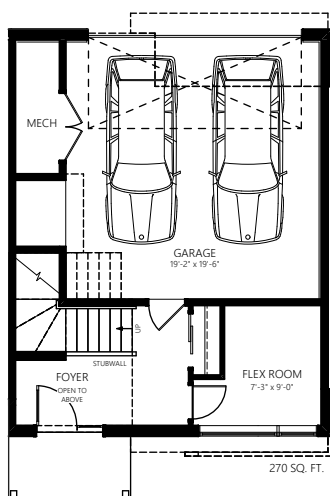 MECH
GARAGE
19'-2" x 19'-6"
UP
STUBWALL
FOYER
OPEN TO
ABOVE
FLEX ROOM
7'-3" x 9'-0"
270 SQ. FT.